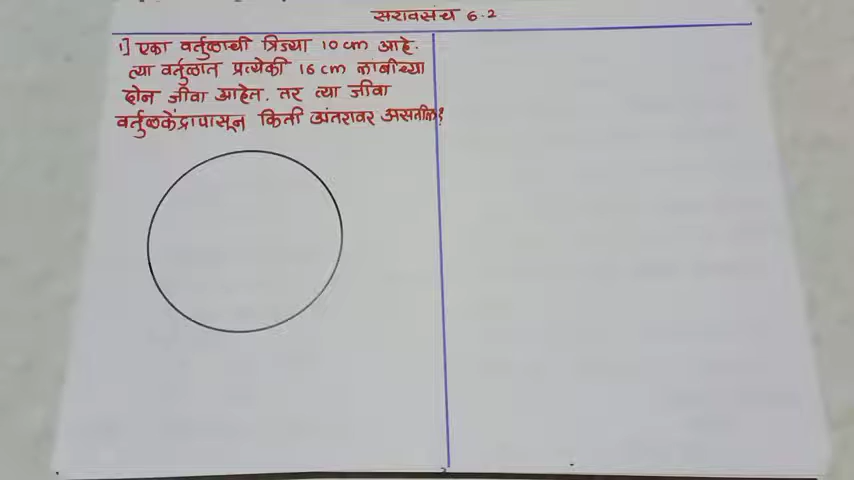 सरावसंच 6.2
1] एका वर्तुळाची त्रिज्या 10 cm आहे.
त्या वर्तुळात प्रत्येकी 16 cm लांबीच्या
दोन जीवा आहेत. तर त्या जीवा
वर्तुळकेंद्रापासून किती अंतरावर असतील?